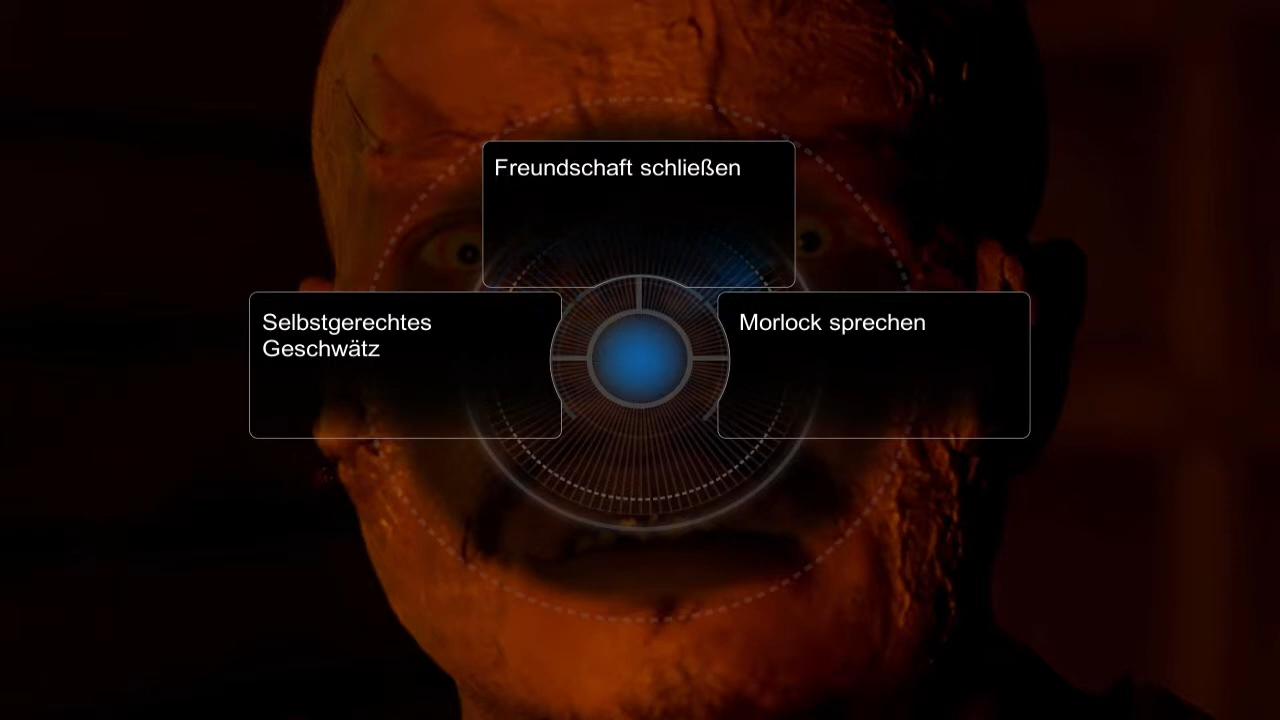 Freundschaft schließen
Selbstgerechtes
Geschwätz
Morlock sprechen